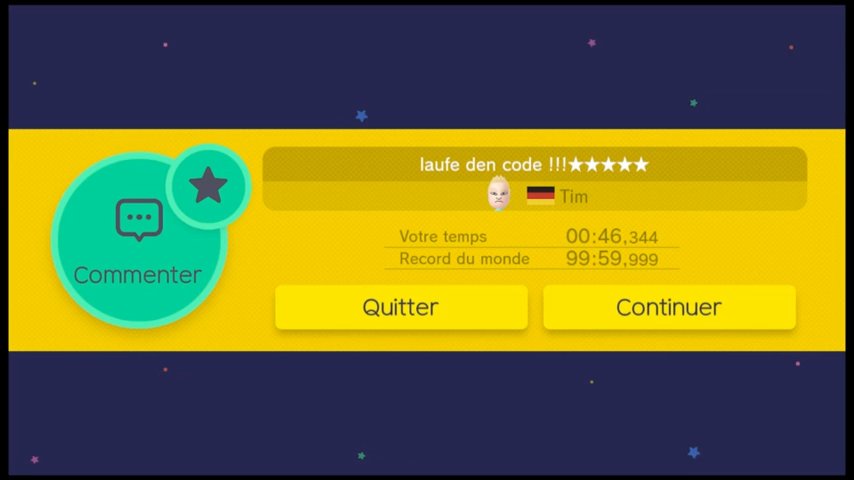 laufe den code !!!★★★★★
Tim
Commenter
Votre temps 00:46,344
Record du monde 99:59,999
Quitter
Continuer